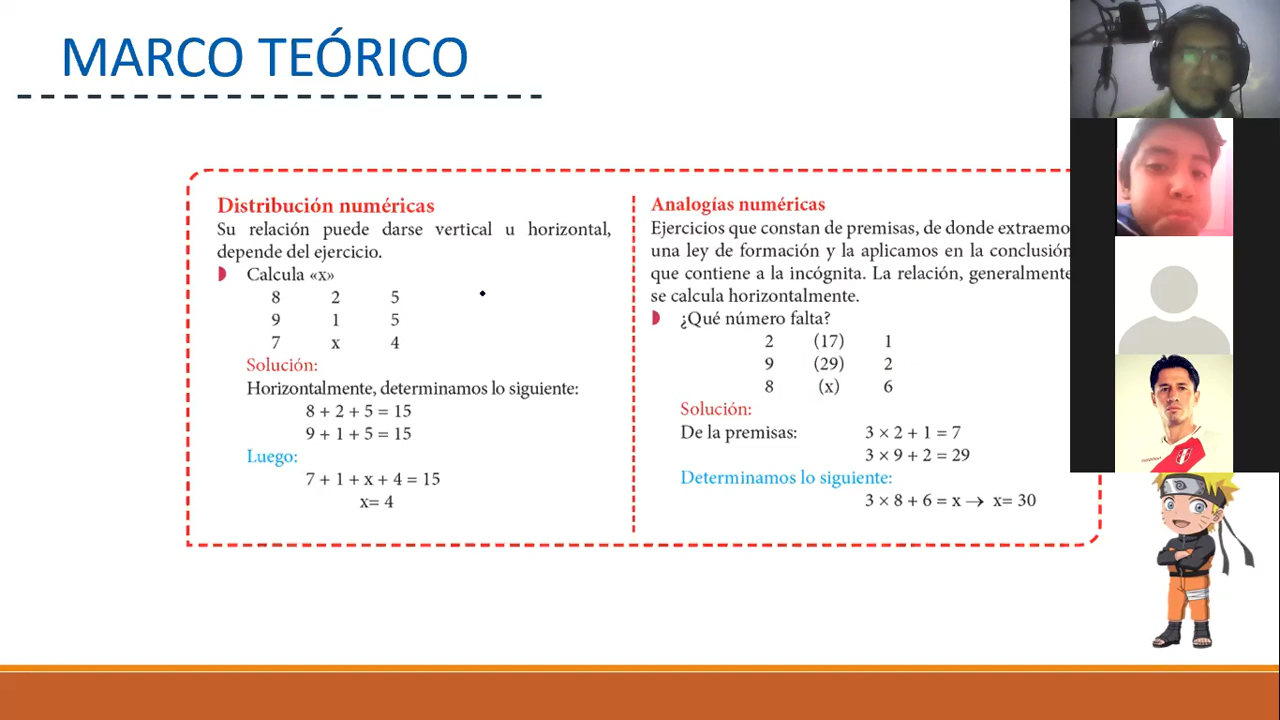 MARCO TEÓRICO
Distribución numéricas
Su relación puede darse vertical u horizontal,
depende del ejercicio.
Calcula «x»
8 2 5
9 1 5
7 x 4
Solución:
Horizontalmente, determinamos lo siguiente:
8 + 2 + 5 = 15
9 + 1 + 5 = 15
Luego:
7 + 1 + x + 4 = 15
x= 4
Analogías numéricas
Ejercicios que constan de premisas, de donde extraemo
una ley de formación y la aplicamos en la conclusión
que contiene a la incógnita. La relación, generalmente
se calcula horizontalmente.
¿Qué número falta?
2 (17) 1
9 (29) 2
8 (x) 6
Solución:
De la premisas: 3 × 2 + 1 = 7
3 × 9 + 2 = 29
Determinamos lo siguiente:
3 × 8 + 6 = x → x= 30